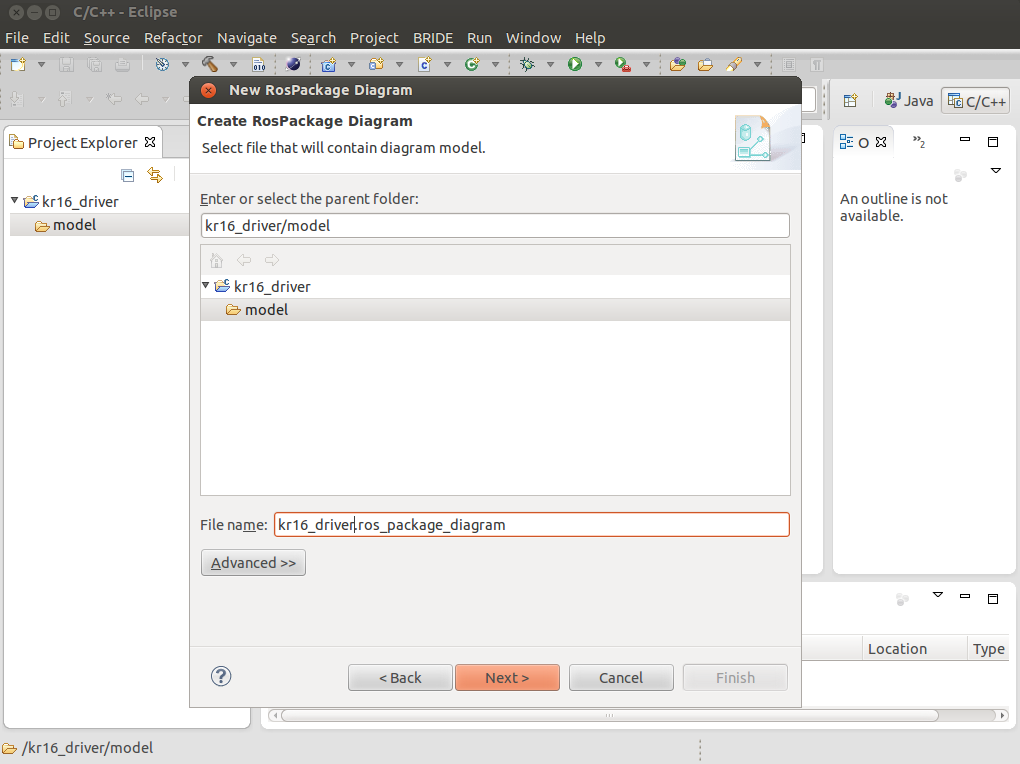 C/C++ - Eclipse
File Edit Source Refactor Navigate Search Project BRIDE Run Window Help
010
New RosPackage Diagram
Java C/C++
Create RosPackage Diagram
Select file that will contain diagram model.
Project Explorer
O
»2
Enter or select the parent folder:
kr16_driver/model
kr16_driver
model
An outline is not
available.
kr16_driver
model
File name: kr16_driver.ros_package_diagram
Advanced >>
Location Type
? < Back Next > Cancel Finish
/kr16_driver/model